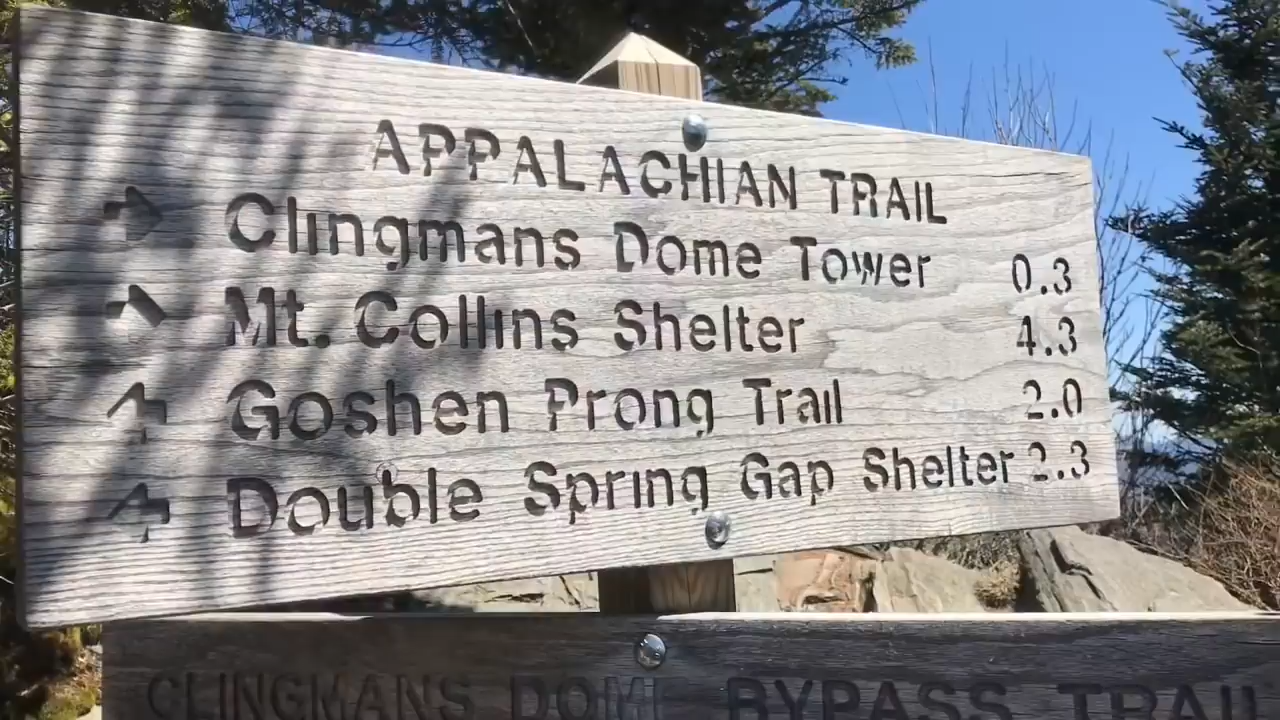 APPALACHIAN TRAIL
Clingmans Dome Tower 0.3
Mt. Collins Shelter 4.3
Goshen Prong Trail 2.0
Double Spring Gap Shelter 2.3
CLINGMANS DOME BYPASS TRAIL